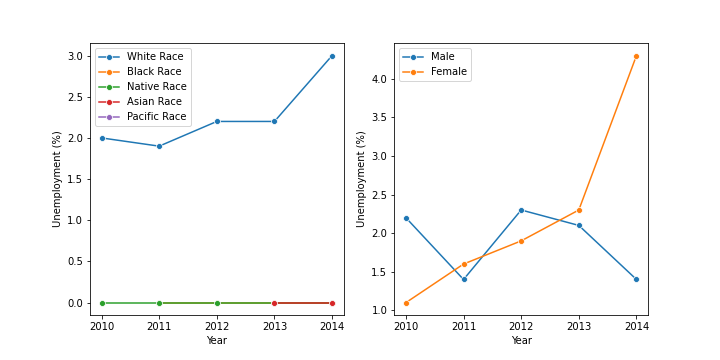 3.0
2.5
2.0
1.5
1.0
0.5
0.0
Unemployment (%)
White Race
Black Race
Native Race
Asian Race
Pacific Race
2010 2011 2012 2013 2014
Year
4.0
3.5
3.0
2.5
2.0
1.5
1.0
Unemployment (%)
Male
Female
2010 2011 2012 2013 2014
Year